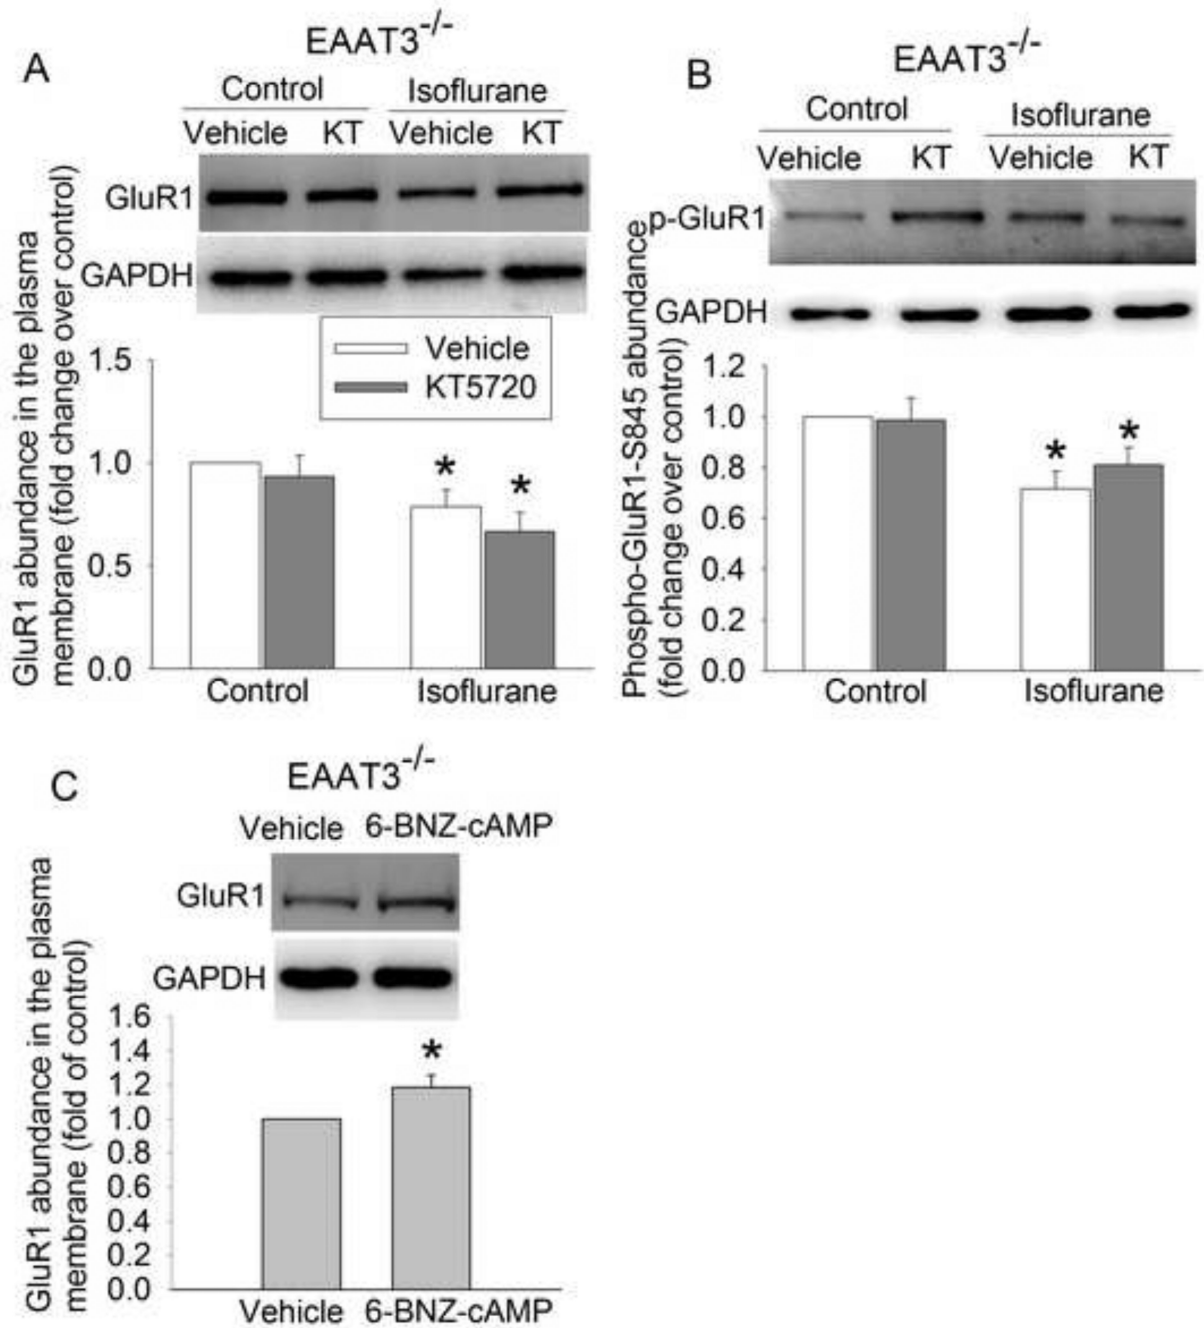 A
EAAT3-/-
Control Isoflurane
Vehicle KT Vehicle KT
GluR1
GAPDH
GluR1 abundance in the plasma
membrane (fold change over control)
Vehicle
KT5720
1.5
1.0
0.5
0.0
* *
Control Isoflurane
B
EAAT3-/-
Control Isoflurane
Vehicle KT Vehicle KT
p-GluR1
GAPDH
Phospho-GluR1-S845 abundance
(fold change over control)
1.2
1.0
0.8
0.6
0.4
0.2
0.0
* *
Control Isoflurane
C
EAAT3-/-
Vehicle 6-BNZ-cAMP
GluR1
GAPDH
GluR1 abundance in the plasma
membrane (fold of control)
1.6
1.4
1.2
1.0
0.8
0.6
0.4
0.2
0.0
*
Vehicle 6-BNZ-cAMP